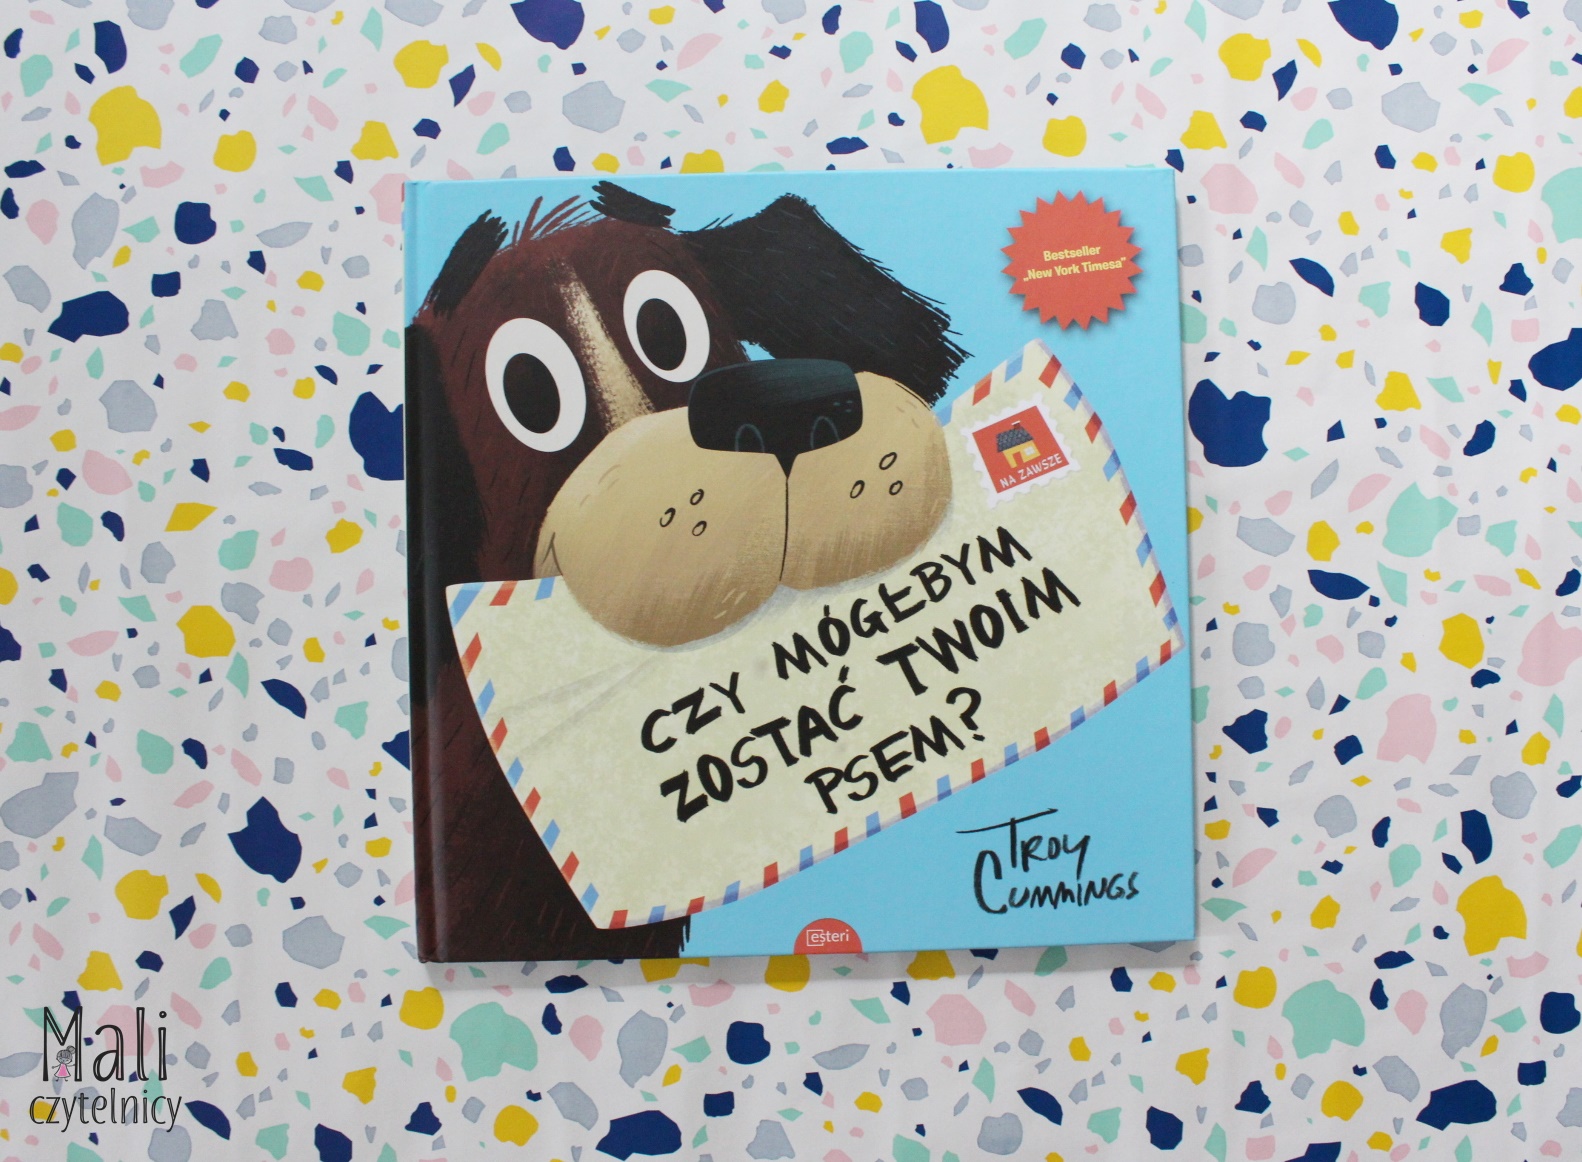 Bestseller
„New York Timesa”
NA ZAWSZE
CZY MÓGŁBYM
ZOSTAĆ TWOIM
PSEM?
TROY
CUMMINGS
esteri
Mali
czytelnicy